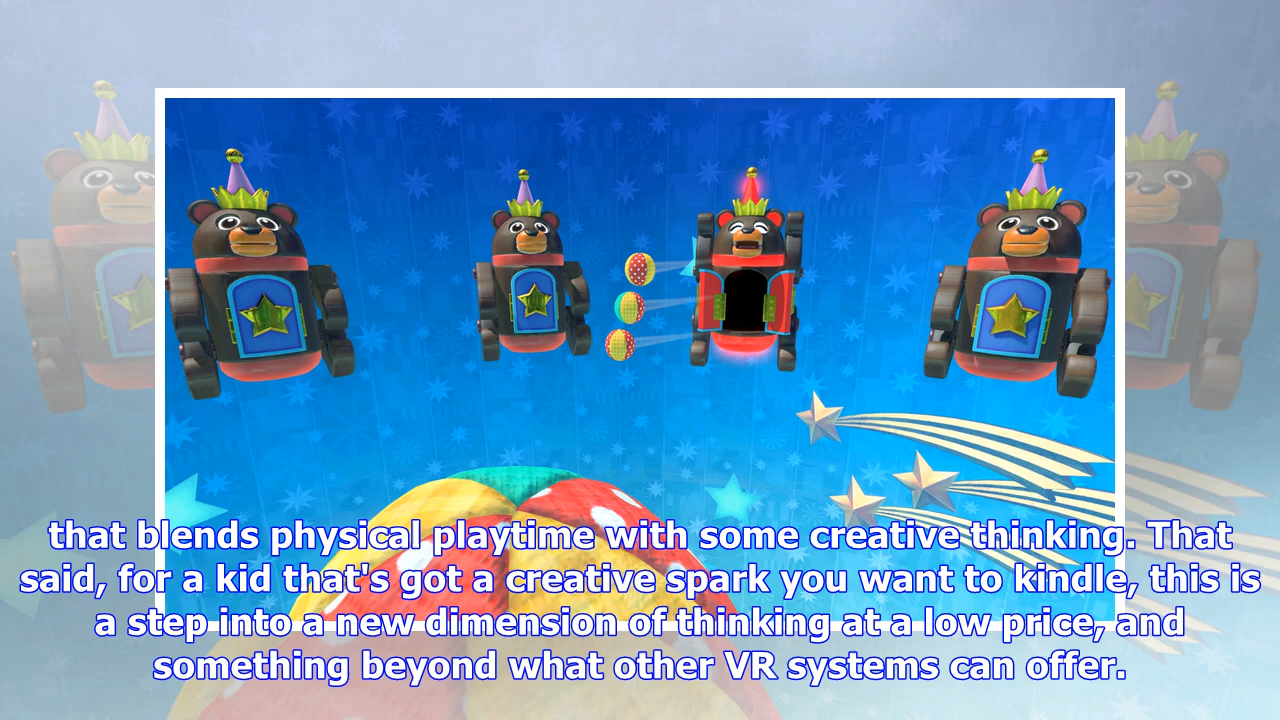 that blends physical playtime with some creative thinking. That
said, for a kid that's got a creative spark you want to kindle, this is
a step into a new dimension of thinking at a low price, and
something beyond what other VR systems can offer.